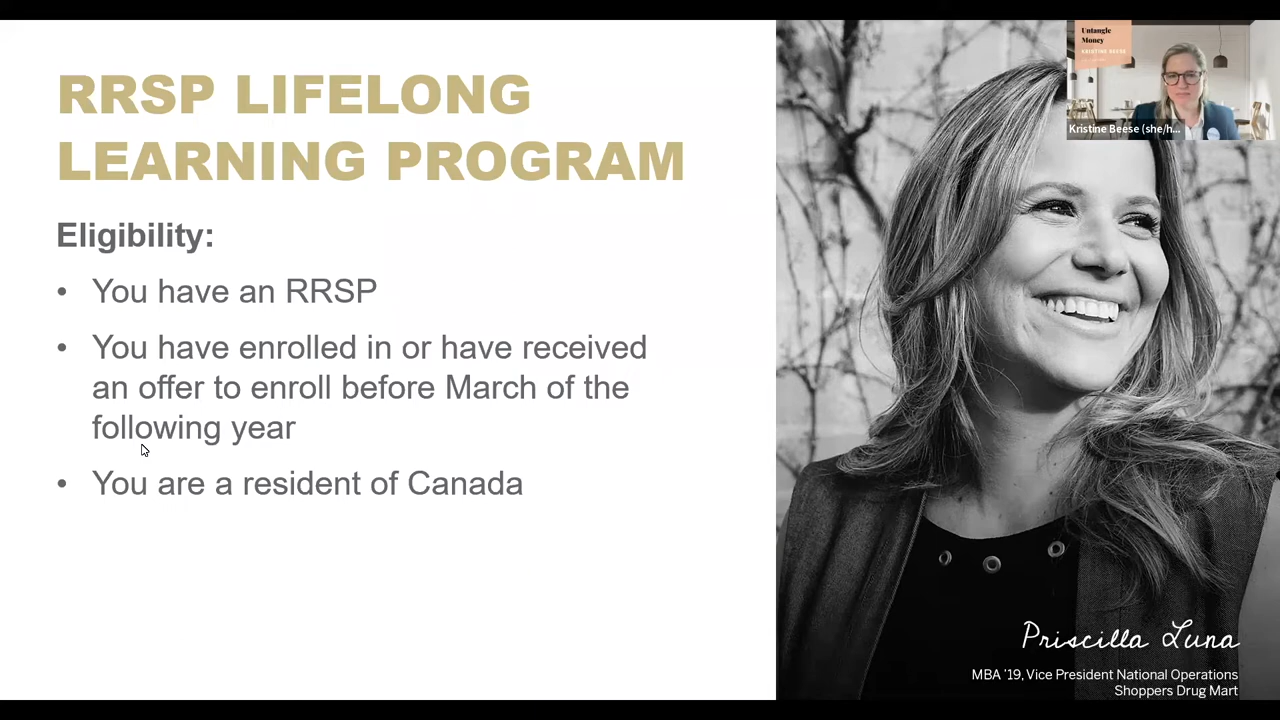 RRSP LIFELONG
LEARNING PROGRAM
Eligibility:
• You have an RRSP
• You have enrolled in or have received
an offer to enroll before March of the
following year
• You are a resident of Canada
Untangle
Money
KRISTINE BEESE
Kristine Beese (she/h...
Priscilla Luna
MBA '19, Vice President National Operations
Shoppers Drug Mart